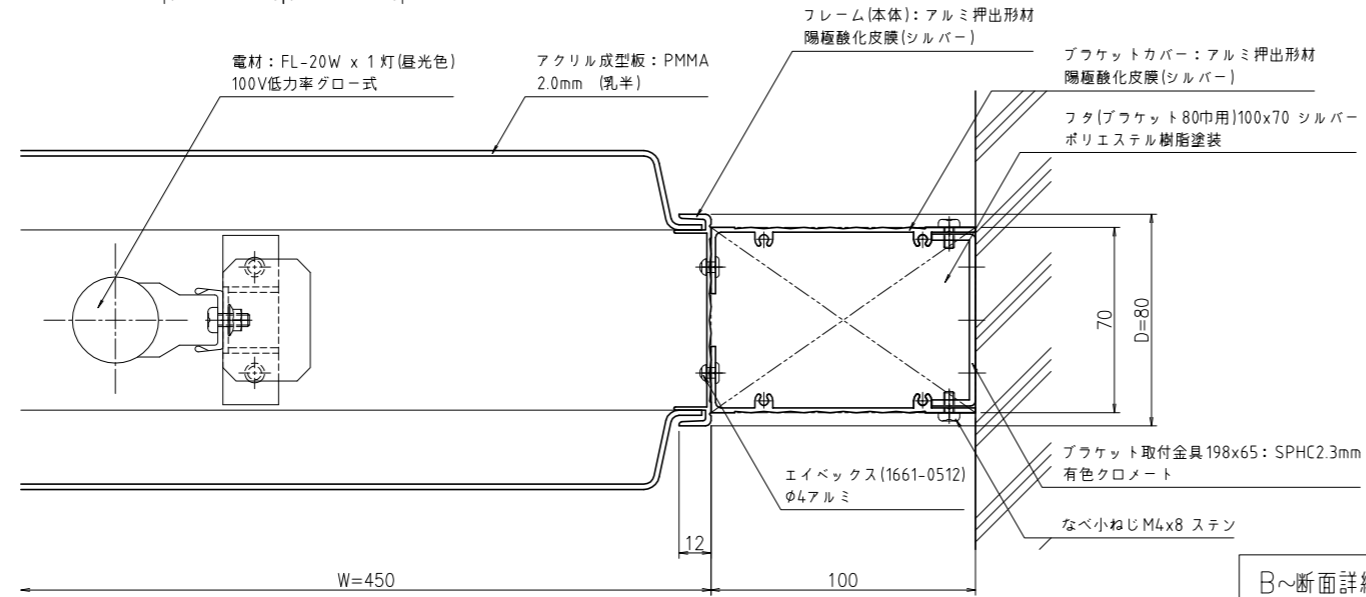 フレーム(本体)：アルミ押出形材
陽極酸化皮膜(シルバー)
電材：FL-20W x 1灯(昼光色)
100V低力率グロー式
アクリル成型板：PMMA
2.0mm (乳半)
ブラケットカバー：アルミ押出形材
陽極酸化皮膜(シルバー)
フタ(ブラケット80巾用)100x70 シルバー
ポリエステル樹脂塗装
70
D=80
エイベックス(1661-0512)
Φ4アルミ
ブラケット取付金具198x65：SPHC2.3mm
有色クロメート
なべ小ねじM4x8 ステン
12
W=450
100
B～断面詳細